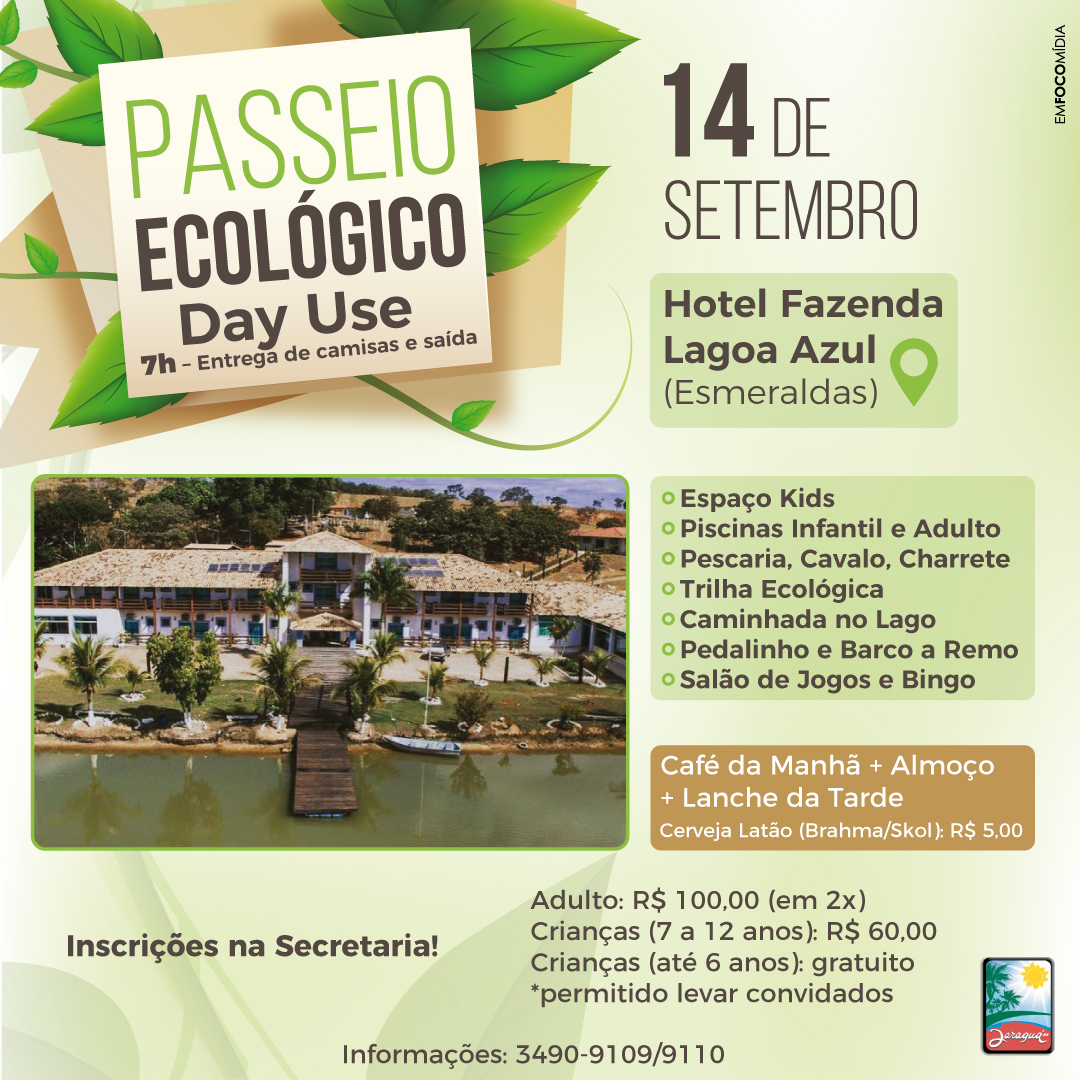 PASSEIO
ECOLÓGICO
Day Use
7h – Entrega de camisas e saída
14 DE
SETEMBRO
EMFOCOMÍDIA
Hotel Fazenda
Lagoa Azul
(Esmeraldas)
Espaço Kids
Piscinas Infantil e Adulto
Pescaria, Cavalo, Charrete
Trilha Ecológica
Caminhada no Lago
Pedalinho e Barco a Remo
Salão de Jogos e Bingo
Café da Manhã + Almoço
+ Lanche da Tarde
Cerveja Latão (Brahma/Skol): R$ 5,00
Inscrições na Secretaria!
Adulto: R$ 100,00 (em 2x)
Crianças (7 a 12 anos): R$ 60,00
Crianças (até 6 anos): gratuito
*permitido levar convidados
Jaraguá
Informações: 3490-9109/9110